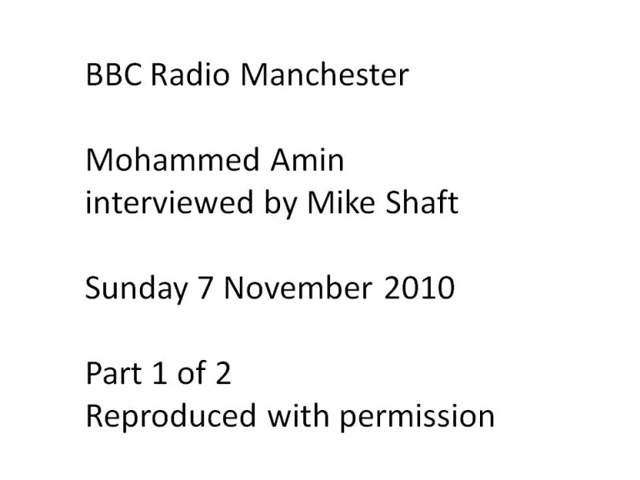 BBC Radio Manchester
Mohammed Amin
interviewed by Mike Shaft
Sunday 7 November 2010
Part 1 of 2
Reproduced with permission